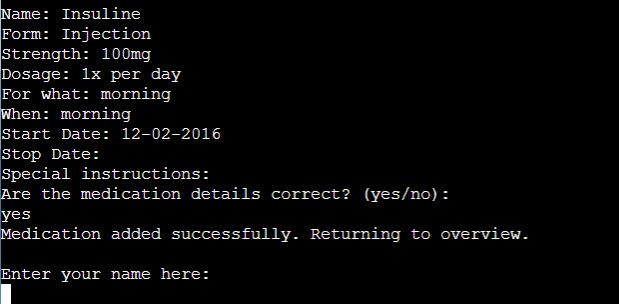 Name: Insuline
Form: Injection
Strength: 100mg
Dosage: 1x per day
For what: morning
When: morning
Start Date: 12-02-2016
Stop Date:
Special instructions:
Are the medication details correct? (yes/no):
yes
Medication added successfully. Returning to overview.
Enter your name here: